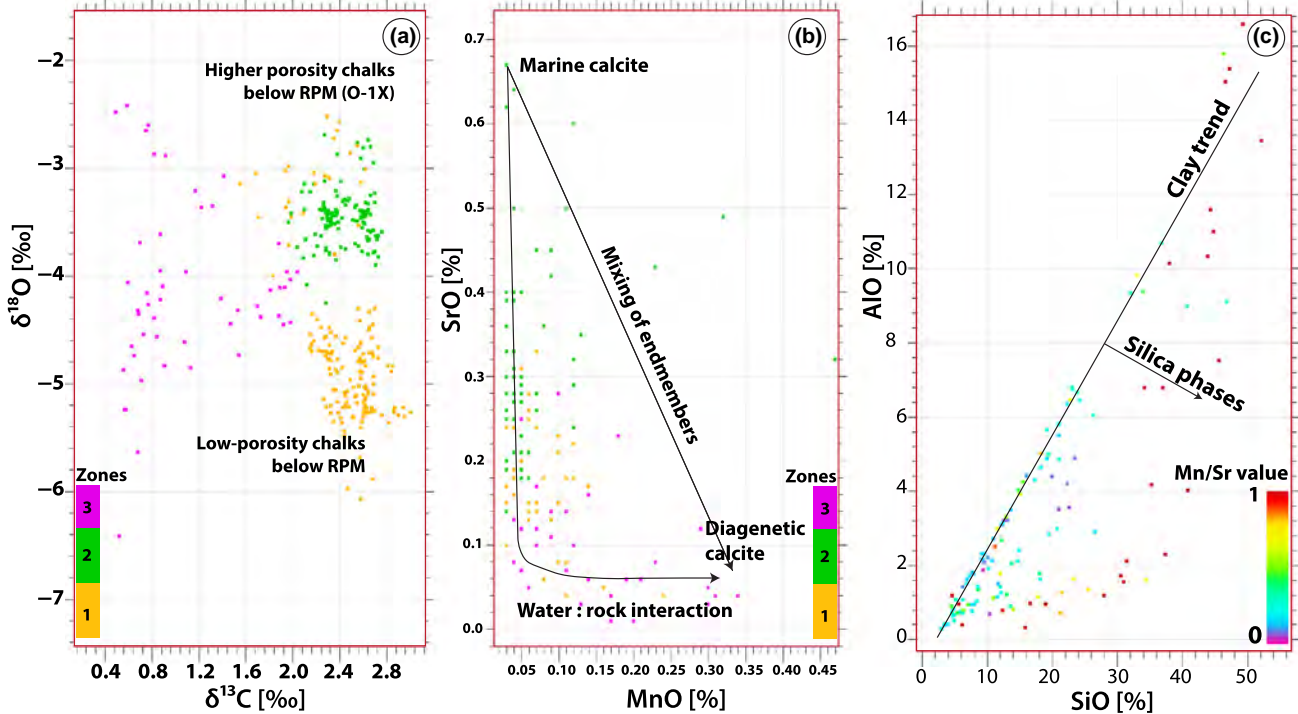 (a)
−2
−3
−4
−5
−6
−7
δ18O [‰]
Higher porosity chalks
below RPM (O-1X)
Low-porosity chalks
below RPM
Zones
3
2
1
0.4 0.8 1.2 1.6 2.0 2.4 2.8
δ13C [‰]
(b)
0.7
0.6
0.5
0.4
0.3
0.2
0.1
0.0
SrO [%]
Marine calcite
Mixing of endmembers
Diagenetic
calcite
Water : rock interaction
Zones
3
2
1
0.05 0.10 0.15 0.20 0.25 0.30 0.35 0.40 0.45
MnO [%]
(c)
16
14
12
10
8
6
4
2
0
AlO [%]
Clay trend
Silica phases
Mn/Sr value
1
0
0 10 20 30 40 50
SiO [%]